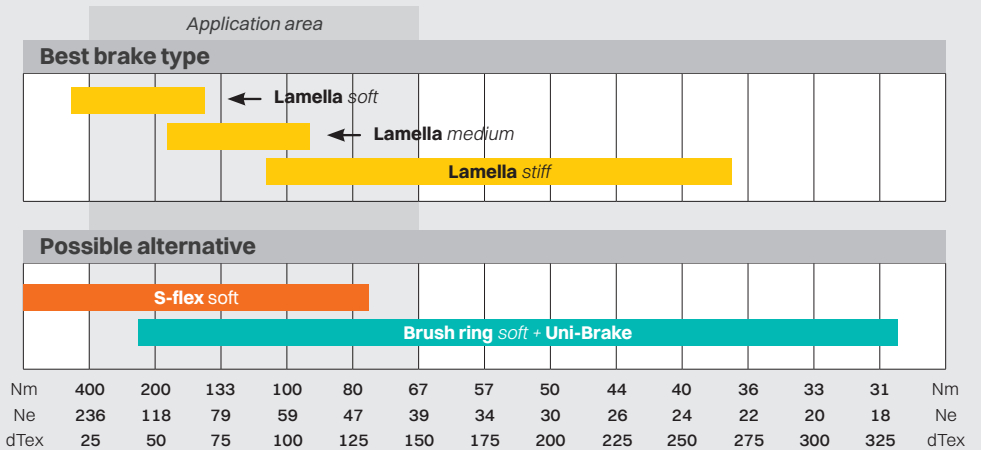 Application area
Best brake type
Lamella soft
Lamella medium
Lamella stiff
Possible alternative
S-flex soft
Brush ring soft + Uni-Brake
Nm 400 200 133 100 80 67 57 50 44 40 36 33 31 Nm
Ne 236 118 79 59 47 39 34 30 26 24 22 20 18 Ne
dTex 25 50 75 100 125 150 175 200 225 250 275 300 325 dTex